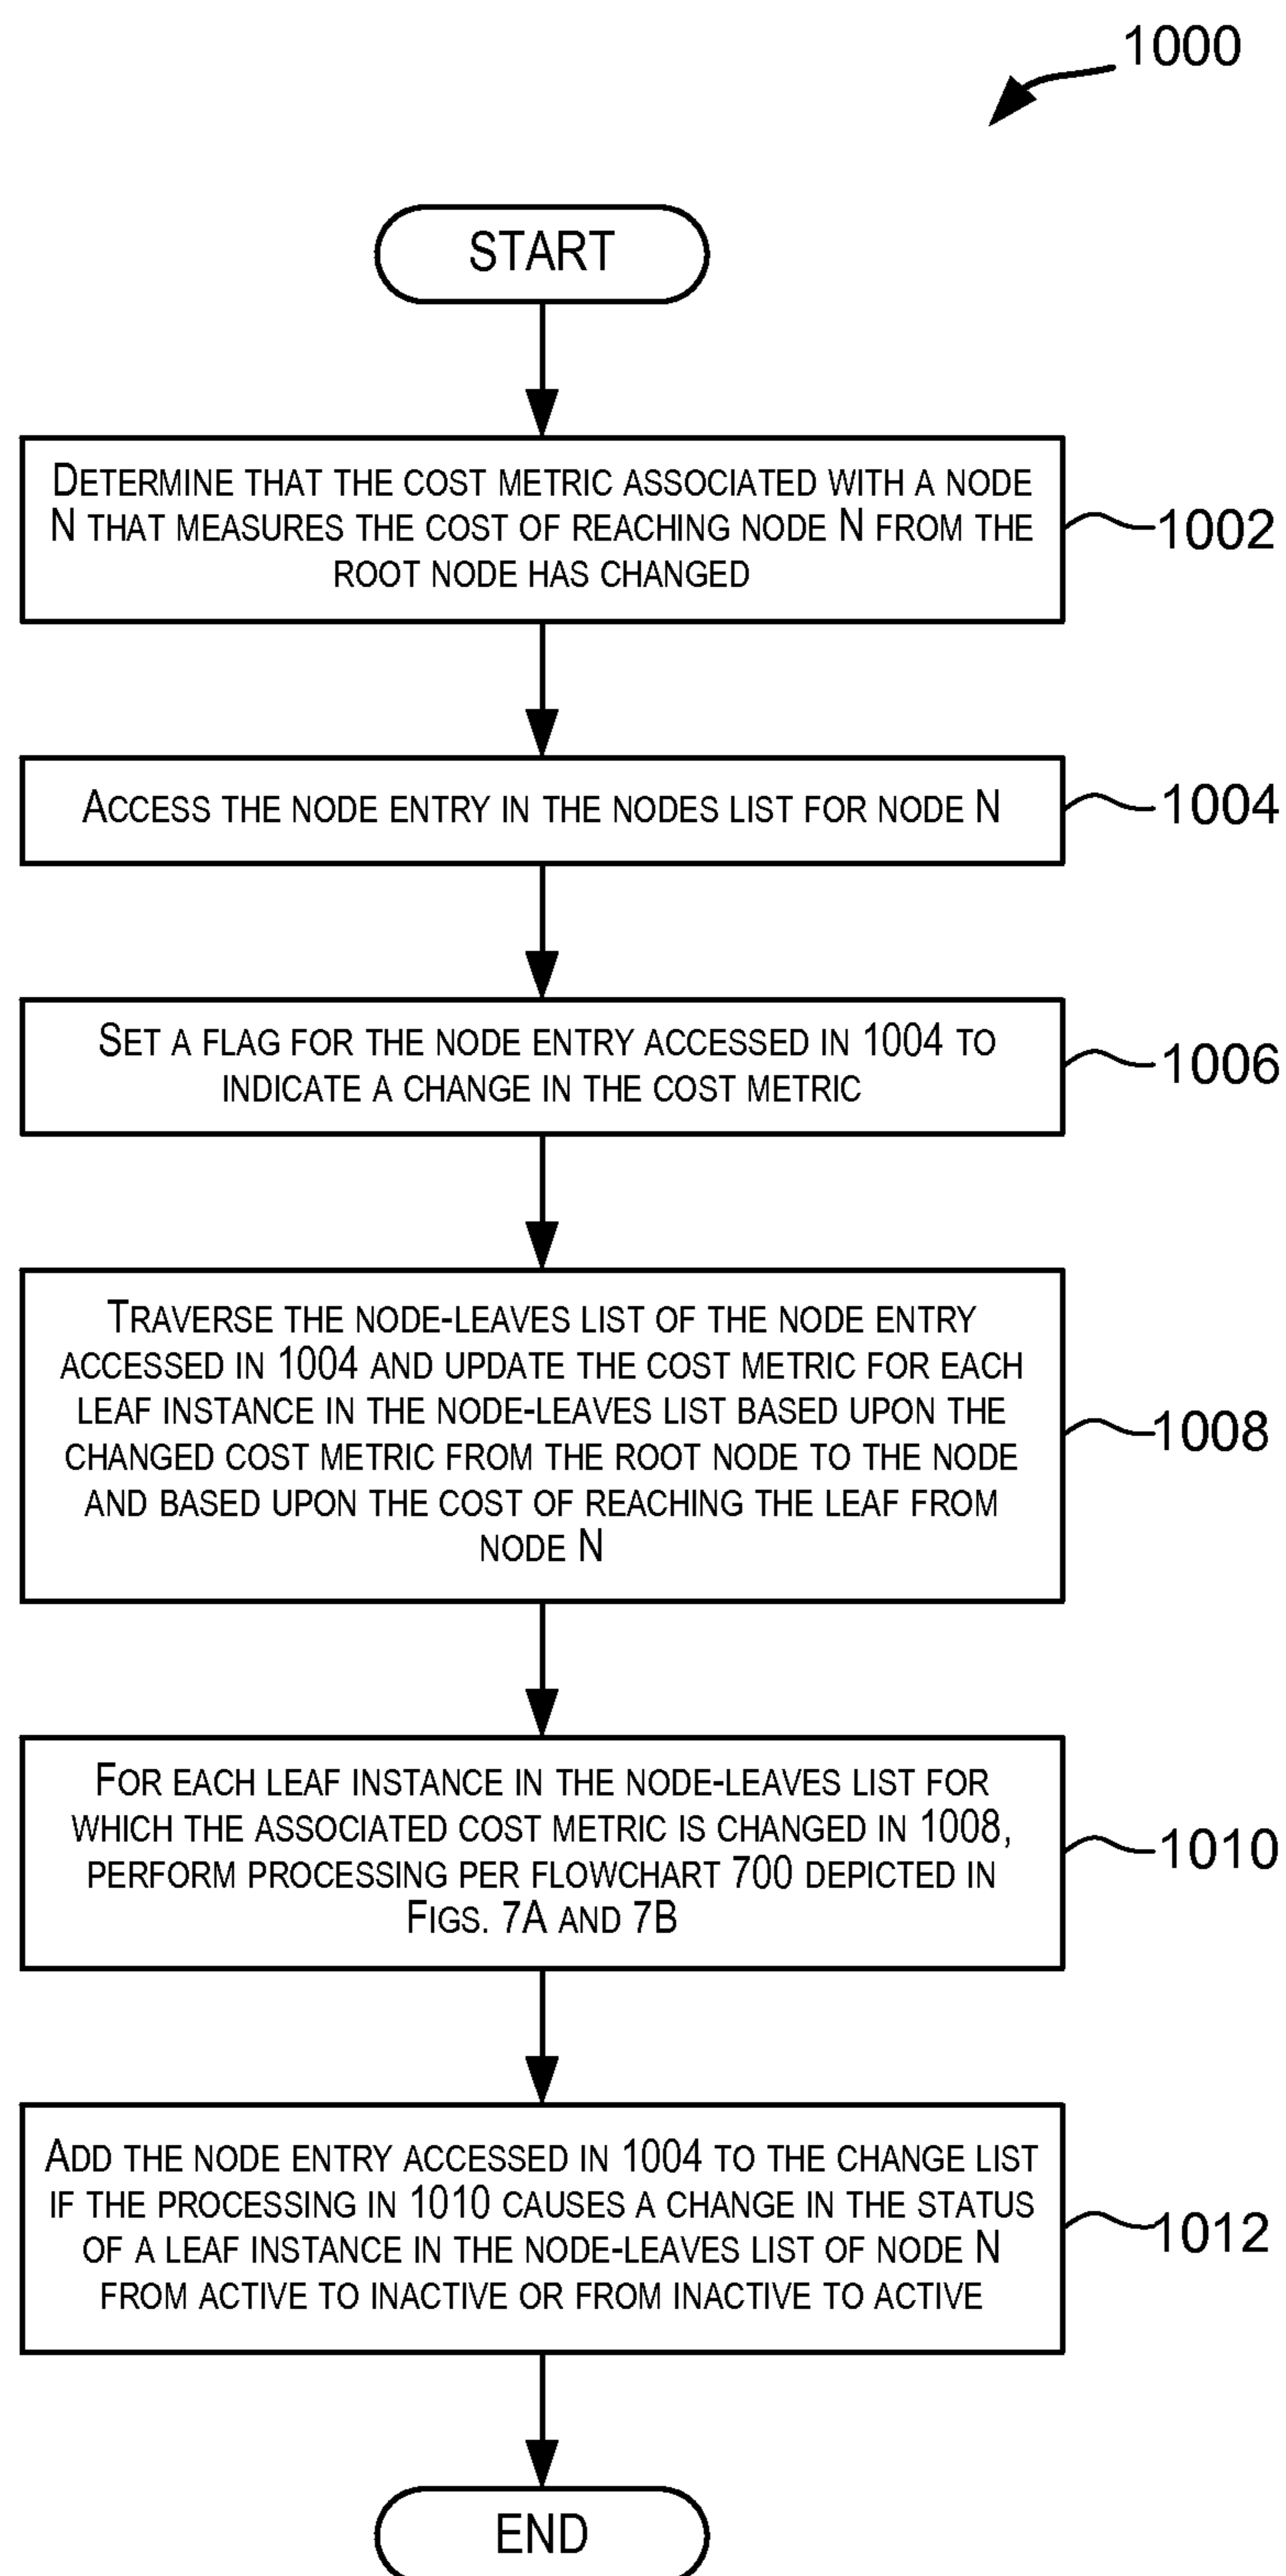 1000
START
DETERMINE THAT THE COST METRIC ASSOCIATED WITH A NODE
N THAT MEASURES THE COST OF REACHING NODE N FROM THE
ROOT NODE HAS CHANGED
1002
ACCESS THE NODE ENTRY IN THE NODES LIST FOR NODE N
1004
SET A FLAG FOR THE NODE ENTRY ACCESSED IN 1004 TO
INDICATE A CHANGE IN THE COST METRIC
1006
TRAVERSE THE NODE-LEAVES LIST OF THE NODE ENTRY
ACCESSED IN 1004 AND UPDATE THE COST METRIC FOR EACH
LEAF INSTANCE IN THE NODE-LEAVES LIST BASED UPON THE
CHANGED COST METRIC FROM THE ROOT NODE TO THE NODE
AND BASED UPON THE COST OF REACHING THE LEAF FROM
NODE N
1008
FOR EACH LEAF INSTANCE IN THE NODE-LEAVES LIST FOR
WHICH THE ASSOCIATED COST METRIC IS CHANGED IN 1008,
PERFORM PROCESSING PER FLOWCHART 700 DEPICTED IN
FIGS. 7A AND 7B
1010
ADD THE NODE ENTRY ACCESSED IN 1004 TO THE CHANGE LIST
IF THE PROCESSING IN 1010 CAUSES A CHANGE IN THE STATUS
OF A LEAF INSTANCE IN THE NODE-LEAVES LIST OF NODE N
FROM ACTIVE TO INACTIVE OR FROM INACTIVE TO ACTIVE
1012
END